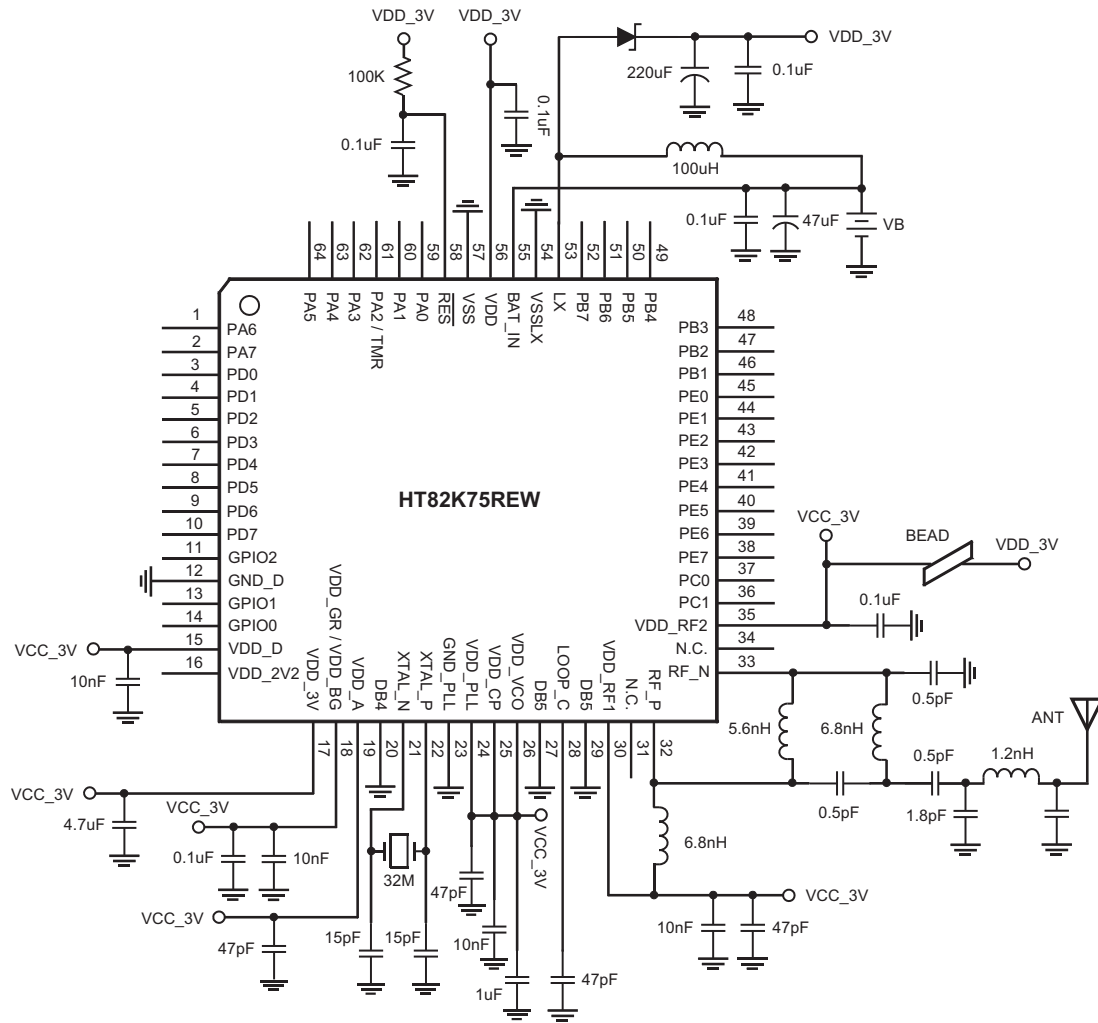 VDD_3V
VDD_3V
VDD_3V
100K
220uF
0.1uF
0.1uF
0.1uF
100uH
0.1uF
47uF
VB
64
63
62
61
60
59
58
57
56
55
54
53
52
51
50
49
PA5
PA4
PA3
PA2 / TMR
PA1
PA0
RES
VSS
VDD
BAT_IN
VSSLX
LX
PB7
PB6
PB5
PB4
1 PA6
2 PA7
3 PD0
4 PD1
5 PD2
6 PD3
7 PD4
8 PD5
9 PD6
10 PD7
11 GPIO2
12 GND_D
13 GPIO1
14 GPIO0
15 VDD_D
16 VDD_2V2
VCC_3V
10nF
HT82K75REW
PB3 48
PB2 47
PB1 46
PE0 45
PE1 44
PE2 43
PE3 42
PE4 41
PE5 40
PE6 39
PE7 38
PC0 37
PC1 36
VDD_RF2 35
N.C. 34
RF_N 33
VCC_3V
BEAD
VDD_3V
0.1uF
VDD_3V
VDD_GR / VDD_BG
VDD_A
DB4
XTAL_N
XTAL_P
GND_PLL
VDD_PLL
VDD_CP
VDD_VCO
DB5
LOOP_C
DB5
VDD_RF1
N.C.
RF_P
17
18
19
20
21
22
23
24
25
26
27
28
29
30
31
32
0.5pF
5.6nH
6.8nH
ANT
0.5pF
1.2nH
0.5pF
1.8pF
6.8nH
VCC_3V
4.7uF
VCC_3V
0.1uF
10nF
32M
VCC_3V
47pF
VCC_3V
47pF
15pF
15pF
10nF
1uF
47pF
VCC_3V
10nF
47pF